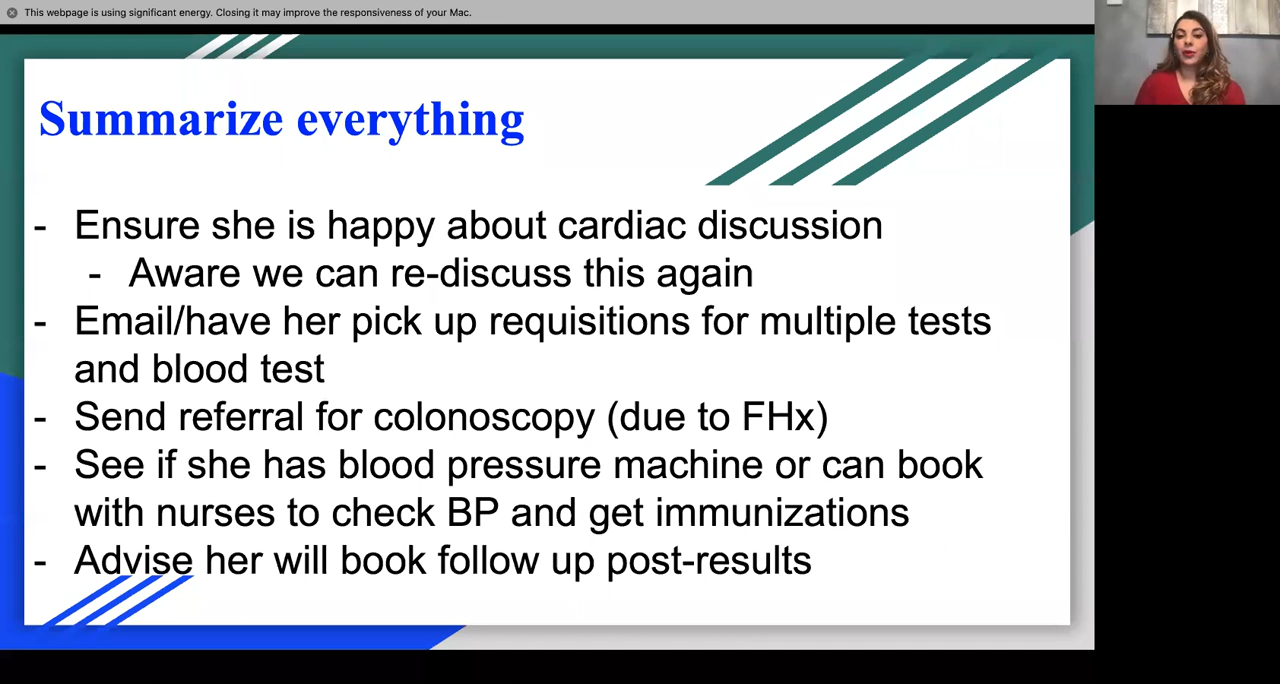 This webpage is using significant energy. Closing it may improve the responsiveness of your Mac.
Summarize everything
- Ensure she is happy about cardiac discussion
- Aware we can re-discuss this again
- Email/have her pick up requisitions for multiple tests
and blood test
- Send referral for colonoscopy (due to FHx)
- See if she has blood pressure machine or can book
with nurses to check BP and get immunizations
- Advise her will book follow up post-results